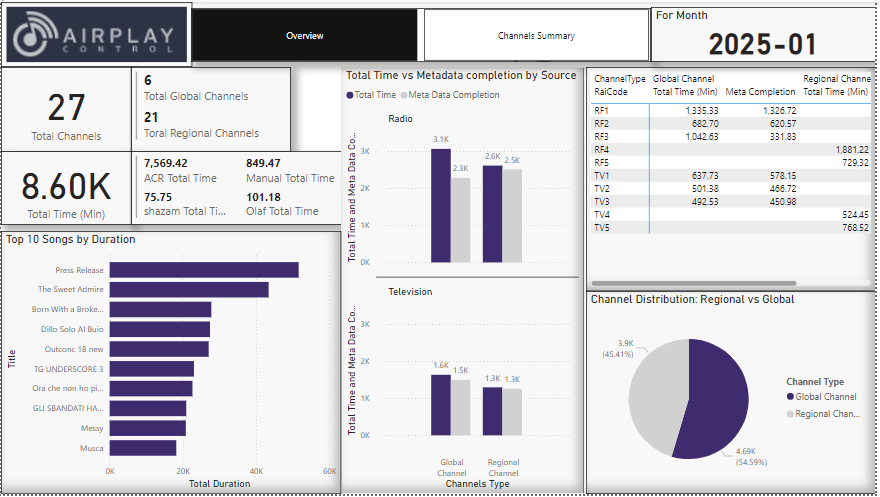 AIRPLAY
CONTROL
Overview
Channels Summary
For Month
2025-01
27
Total Channels
6
Total Global Channels
21
Toral Regional Channels
8.60K
Total Time (Min)
7,569.42
ACR Total Time
849.47
Manual Total Time
75.75
shazam Total Ti...
101.18
Olaf Total Time
Top 10 Songs by Duration
Title
Press Release
The Sweet Admire
Born With a Broke...
Dillo Solo Al Buio
Outconc 18 new
TG UNDERSCORE 3
Ora che non ho pi...
GLI SBANDATI HA...
Messy
Musca
0K 20K 40K 60K
Total Duration
Total Time vs Metadata completion by Source
Total Time Meta Data Completion
Radio
Total Time and Meta Data Co...
3K
2K
1K
0K
3.1K
2.3K
2.6K
2.5K
Television
Total Time and Meta Data Co...
3K
2K
1K
0K
1.6K
1.5K
1.3K
1.3K
Global Channel
Regional Channel
Channels Type
ChannelType Global Channel Regional Channe
RaiCode Total Time (Min) Meta Completion Total Time (Min)
RF1 1,335.33 1,326.72
RF2 682.70 620.57
RF3 1,042.63 331.83
RF4 1,881.22
RF5 729.32
TV1 637.73 578.15
TV2 501.38 466.72
TV3 492.53 450.98
TV4 524.45
TV5 768.52
Channel Distribution: Regional vs Global
3.9K
(45.41%)
4.69K
(54.59%)
Channel Type
Global Channel
Regional Chan...